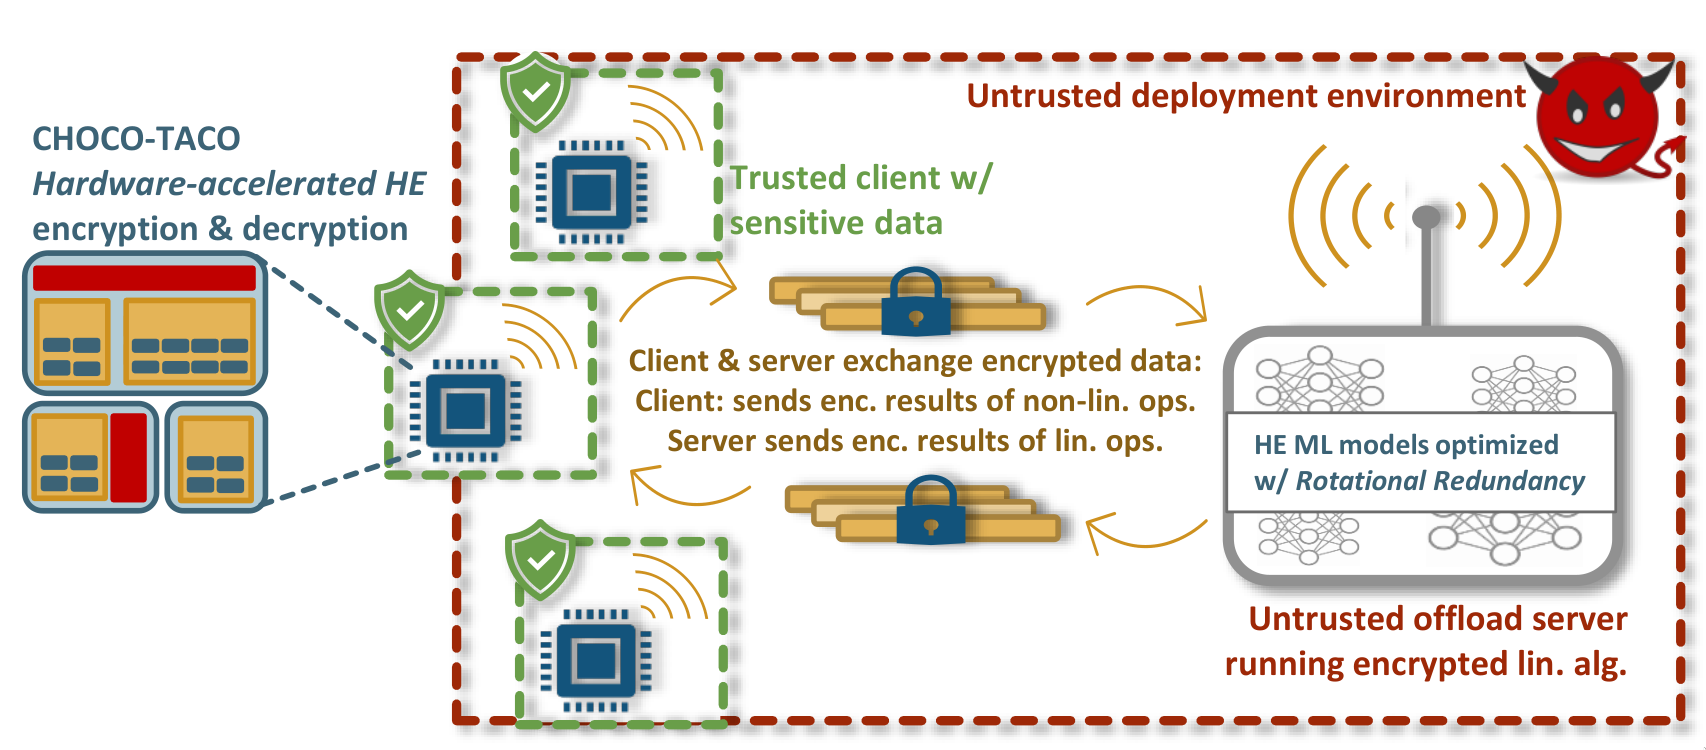 CHOCO-TACO
Hardware-accelerated HE
encryption & decryption
Untrusted deployment environment
Trusted client w/
sensitive data
Client & server exchange encrypted data:
Client: sends enc. results of non-lin. ops.
Server sends enc. results of lin. ops.
HE ML models optimized
w/ Rotational Redundancy
Untrusted offload server
running encrypted lin. alg.